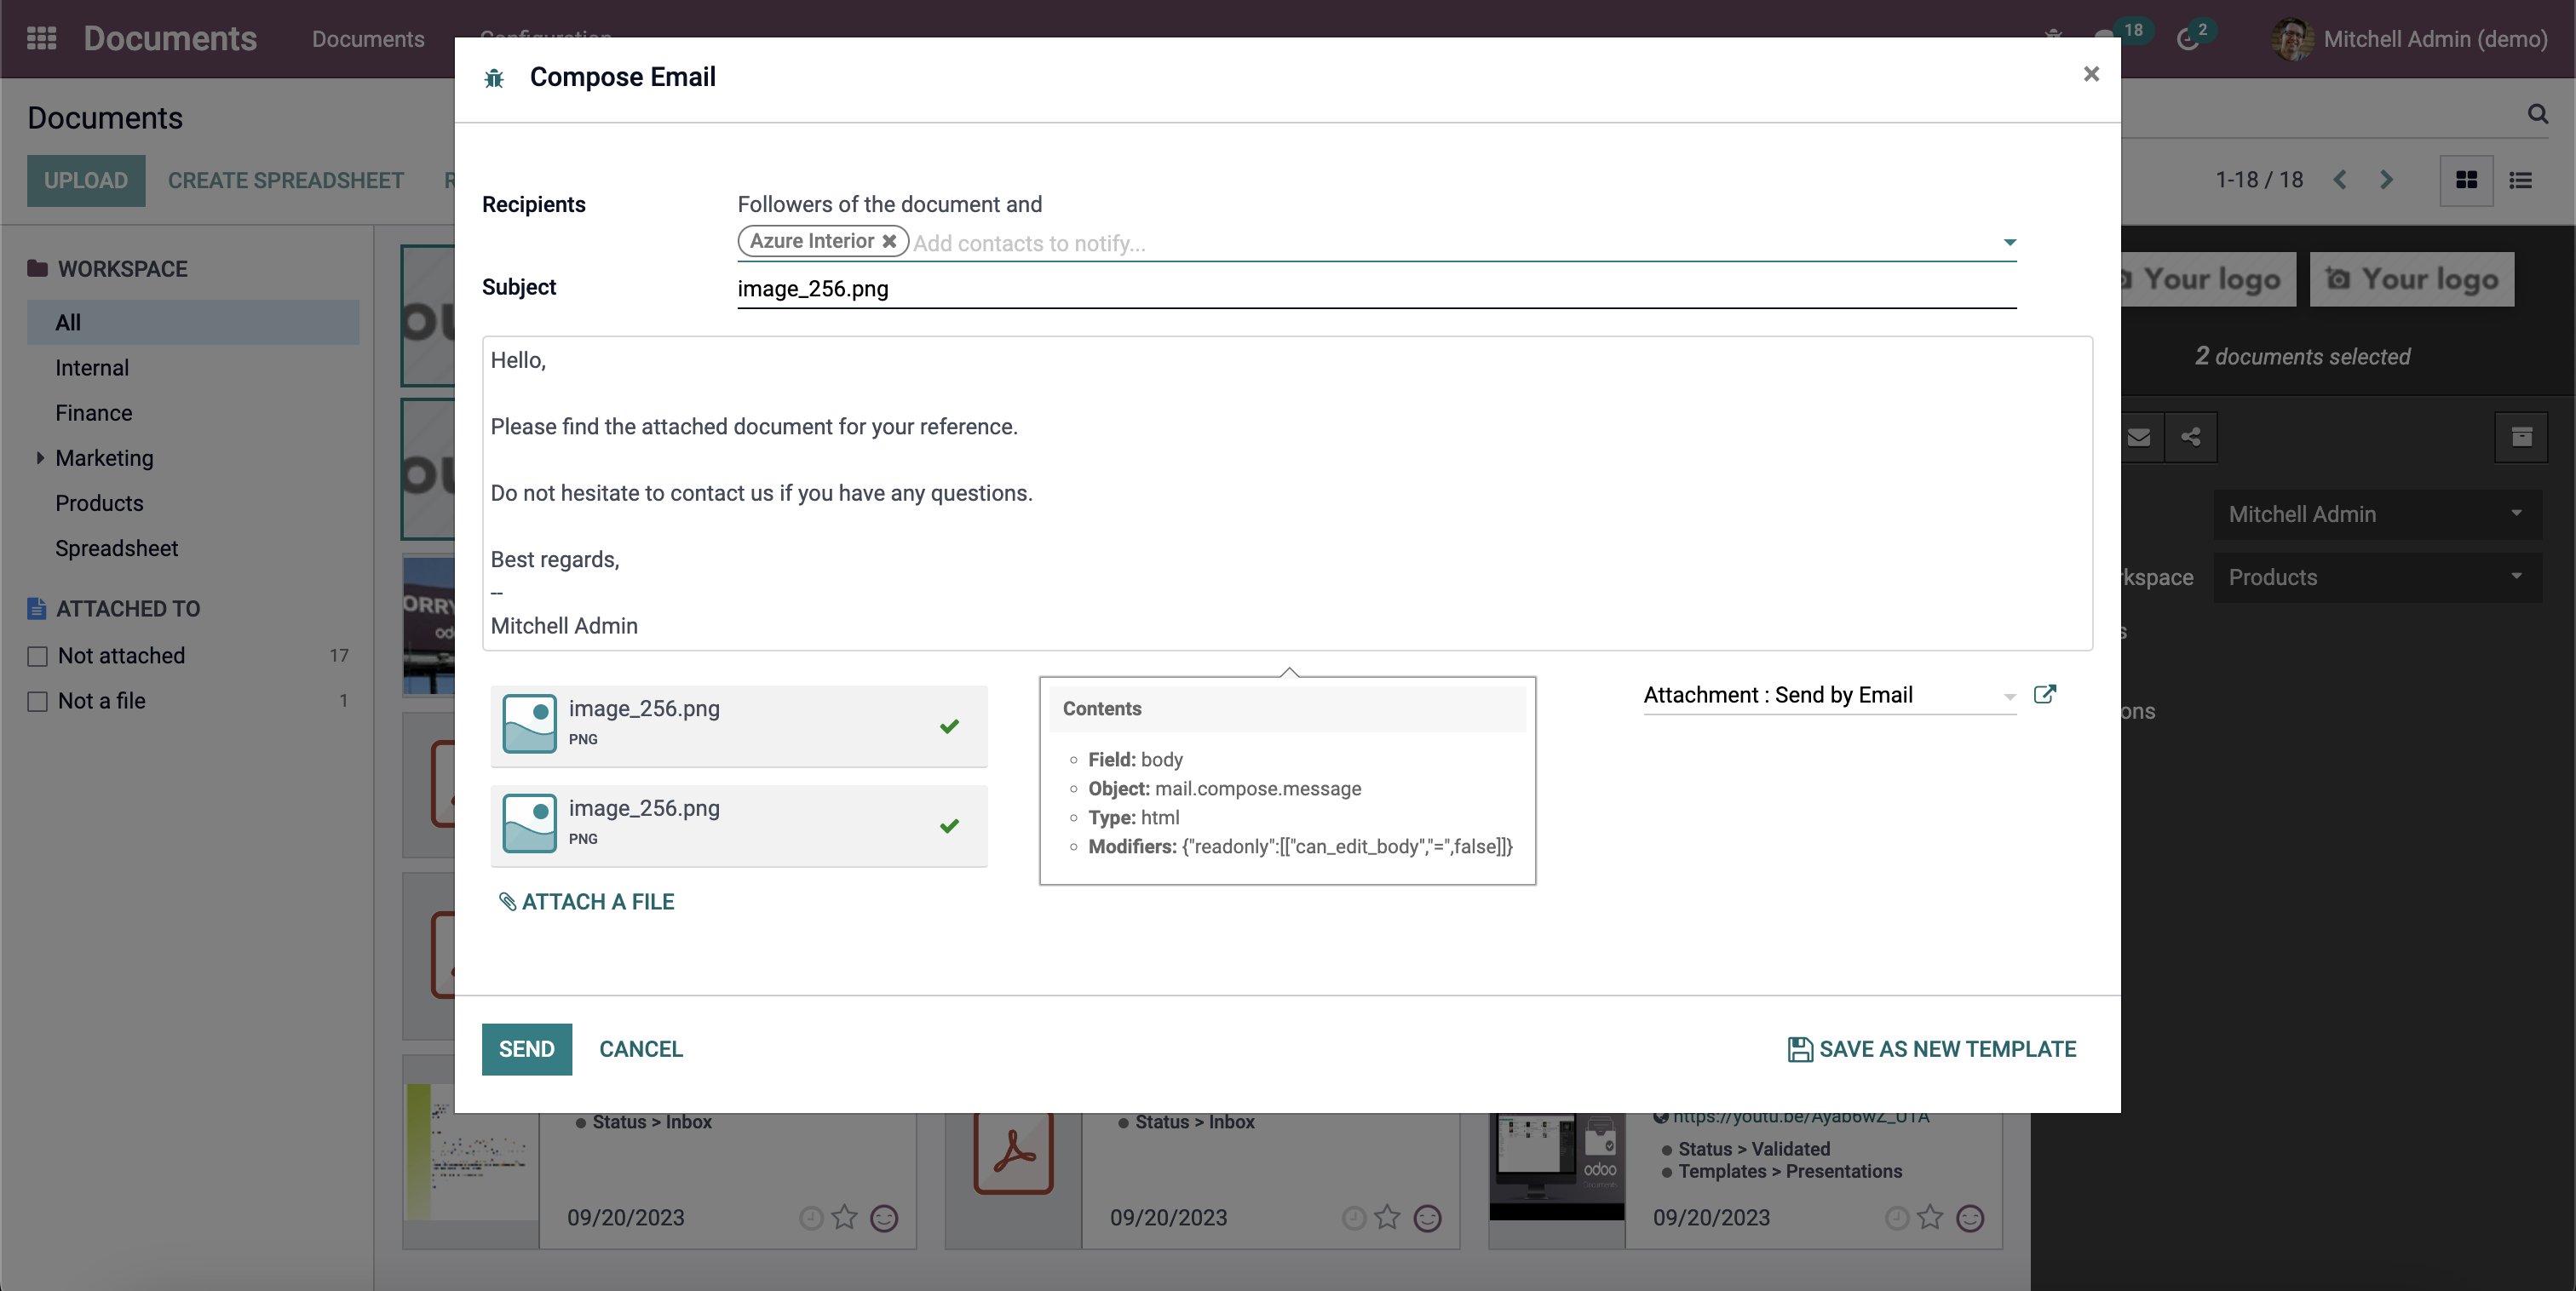 Documents
Documents
18
2
Mitchell Admin (demo)
Compose Email
Documents
UPLOAD
CREATE SPREADSHEET
1-18 / 18
Recipients
Followers of the document and
Azure Interior
Add contacts to notify...
Subject
image_256.png
WORKSPACE
All
Internal
Finance
Marketing
Products
Spreadsheet
ATTACHED TO
Not attached 17
Not a file 1
Hello,
Please find the attached document for your reference.
Do not hesitate to contact us if you have any questions.
Best regards,
--
Mitchell Admin
image_256.png
PNG
image_256.png
PNG
ATTACH A FILE
Contents
Field: body
Object: mail.compose.message
Type: html
Modifiers: {"readonly":[["can_edit_body","=",false]]}
Attachment : Send by Email
SEND
CANCEL
SAVE AS NEW TEMPLATE
Your logo
Your logo
2 documents selected
Mitchell Admin
Products
Status > Inbox
09/20/2023
Status > Inbox
09/20/2023
odoo
Status > Validated
Templates > Presentations
09/20/2023